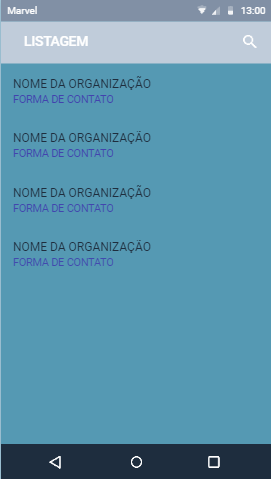 Marvel 13:00
LISTAGEM
NOME DA ORGANIZAÇÃO
FORMA DE CONTATO
NOME DA ORGANIZAÇÃO
FORMA DE CONTATO
NOME DA ORGANIZAÇÃO
FORMA DE CONTATO
NOME DA ORGANIZAÇÃO
FORMA DE CONTATO